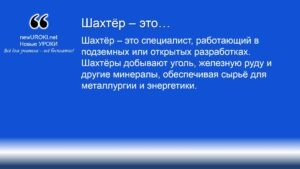 Шахтёр – это…
Шахтёр – это специалист, работающий в
подземных или открытых разработках.
Шахтёры добывают уголь, железную руду и
другие минералы, обеспечивая сырьё для
металлургии и энергетики.
newUROKI.net
Новые УРОКИ
Всё для учителя – всё бесплатно!